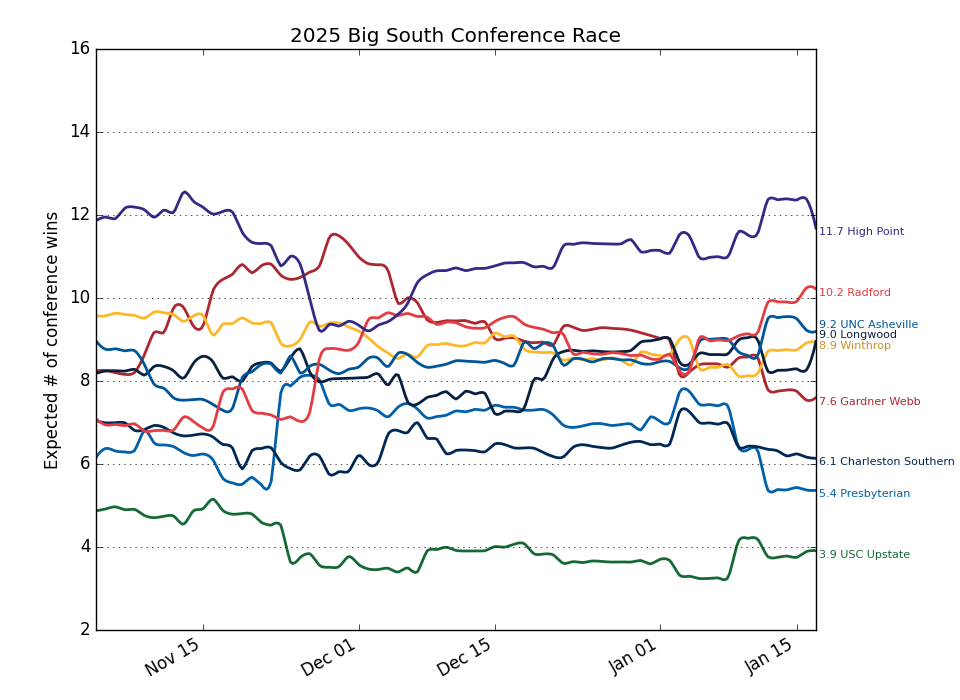 2025 Big South Conference Race
Expected # of conference wins
16
14
12
10
8
6
4
2
Nov 15
Dec 01
Dec 15
Jan 01
Jan 15
11.7 High Point
10.2 Radford
9.2 UNC Asheville
9.0 Longwood
8.9 Winthrop
7.6 Gardner Webb
6.1 Charleston Southern
5.4 Presbyterian
3.9 USC Upstate